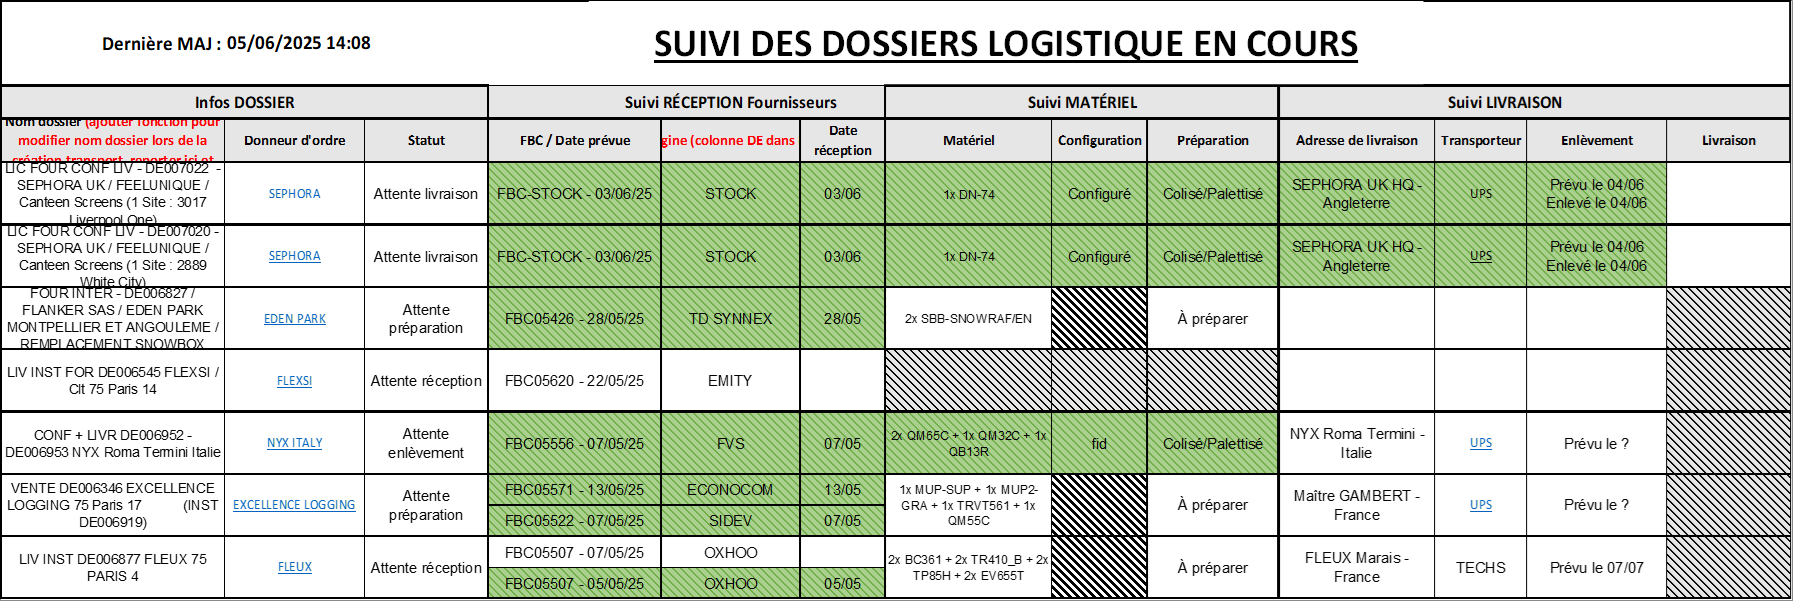 Dernière MAJ : 05/06/2025 14:08
SUIVI DES DOSSIERS LOGISTIQUE EN COURS
Infos DOSSIER
Suivi RÉCEPTION Fournisseurs
Suivi MATÉRIEL
Suivi LIVRAISON
Nom dossier (ajouter fonction pour
modifier nom dossier lors de la
création transport, reporter ici et
Donneur d'ordre
Statut
FBC / Date prévue
gine (colonne DE dans
Date
réception
Matériel
Configuration
Préparation
Adresse de livraison
Transporteur
Enlèvement
Livraison
LIC FOUR CONF LIV - DE007022 -
SEPHORA UK / FEELUNIQUE /
Canteen Screens (1 Site : 3017
Liverpool One)
SEPHORA
Attente livraison
FBC-STOCK - 03/06/25
STOCK
03/06
1x DN-74
Configuré
Colisé/Palettisé
SEPHORA UK HQ -
Angleterre
UPS
Prévu le 04/06
Enlevé le 04/06
LIC FOUR CONF LIV - DE007020 -
SEPHORA UK / FEELUNIQUE /
Canteen Screens (1 Site : 2889
White City)
SEPHORA
Attente livraison
FBC-STOCK - 03/06/25
STOCK
03/06
1x DN-74
Configuré
Colisé/Palettisé
SEPHORA UK HQ -
Angleterre
UPS
Prévu le 04/06
Enlevé le 04/06
FOUR INTER - DE006827 /
FLANKER SAS / EDEN PARK
MONTPELLIER ET ANGOULEME /
REMPLACEMENT SNOWBOX
EDEN PARK
Attente
préparation
FBC05426 - 28/05/25
TD SYNNEX
28/05
2x SBB-SNOWRAF/EN
À préparer
LIV INST FOR DE006545 FLEXSI /
Clt 75 Paris 14
FLEXSI
Attente réception
FBC05620 - 22/05/25
EMITY
CONF + LIVR DE006952 -
DE006953 NYX Roma Termini Italie
NYX ITALY
Attente
enlèvement
FBC05556 - 07/05/25
FVS
07/05
2x QM65C + 1x QM32C + 1x
QB13R
fid
Colisé/Palettisé
NYX Roma Termini -
Italie
UPS
Prévu le ?
VENTE DE006346 EXCELLENCE
LOGGING 75 Paris 17 (INST
DE006919)
EXCELLENCE LOGGING
Attente
préparation
FBC05571 - 13/05/25
ECONOCOM
13/05
FBC05522 - 07/05/25
SIDEV
07/05
1x MUP-SUP + 1x MUP2-
GRA + 1x TRVT561 + 1x
QM55C
À préparer
Maître GAMBERT -
France
UPS
Prévu le ?
LIV INST DE006877 FLEUX 75
PARIS 4
FLEUX
Attente réception
FBC05507 - 07/05/25
OXHOO
FBC05507 - 05/05/25
OXHOO
05/05
2x BC361 + 2x TR410_B + 2x
TP85H + 2x EV655T
À préparer
FLEUX Marais -
France
TECHS
Prévu le 07/07